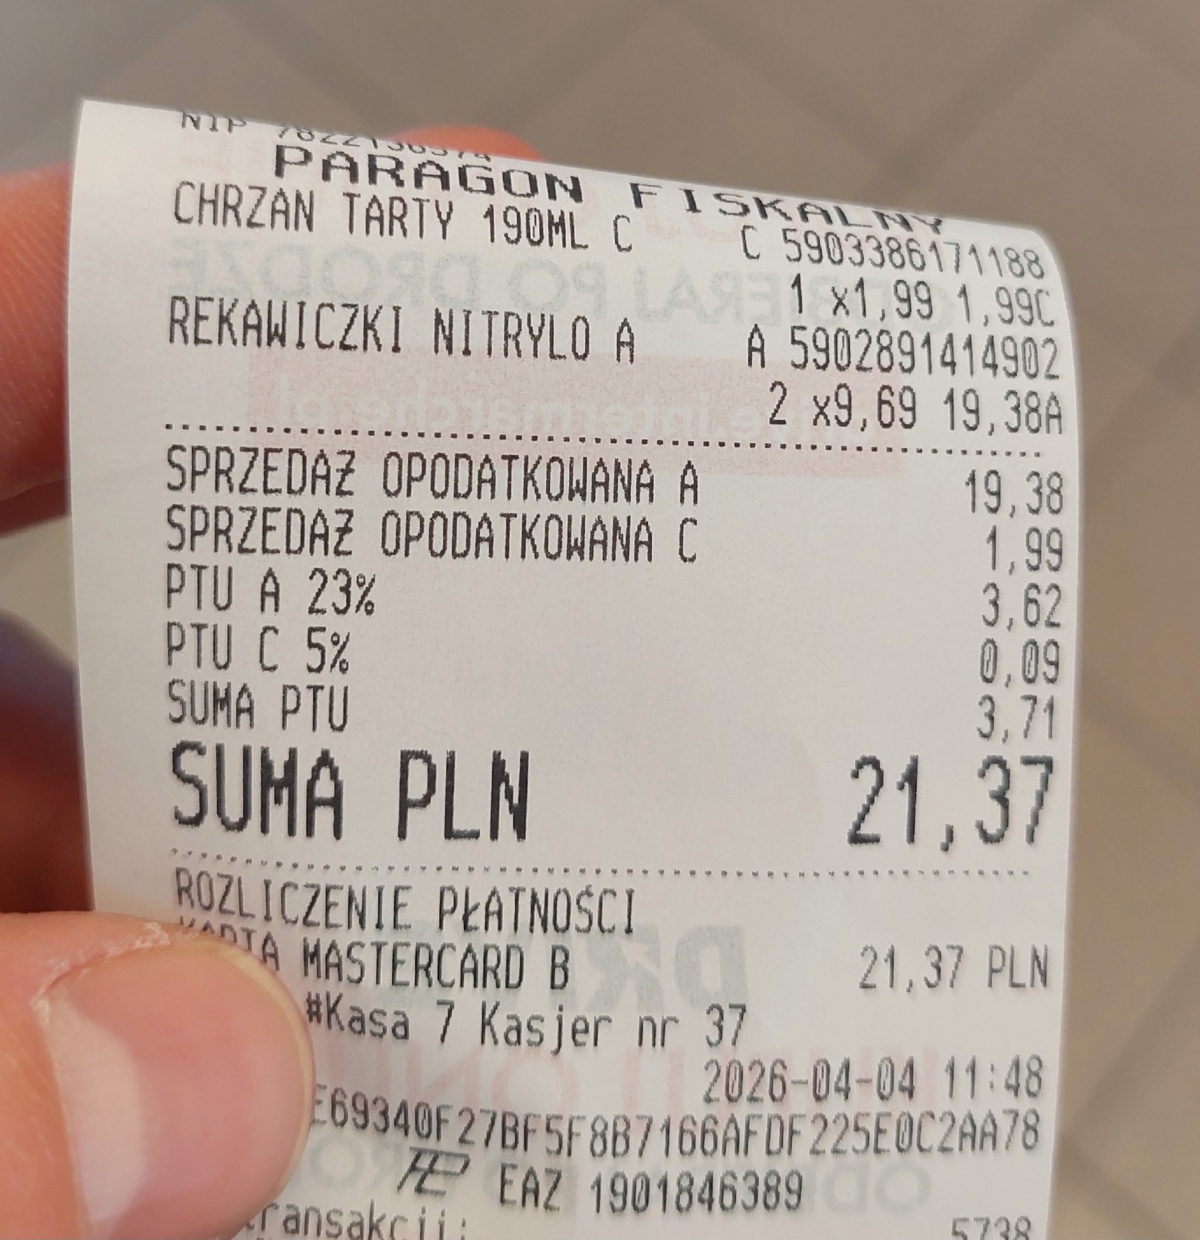 NIP
PARAGON FISKALNY
CHRZAN TARTY 190ML C C 5903386171188
1 x1,99 1,99C
REKAWICZKI NITRYLO A A 5902891414902
2 x9,69 19,38A
SPRZEDAŻ OPODATKOWANA A 19,38
SPRZEDAŻ OPODATKOWANA C 1,99
PTU A 23% 3,62
PTU C 5% 0,09
SUMA PTU 3,71
SUMA PLN 21,37
ROZLICZENIE PŁATNOŚCI
KARTA MASTERCARD B 21,37 PLN
#Kasa 7 Kasjer nr 37
2026-04-04 11:48
E69340F27BF5F8B7166AFDF225E0C2AA78
EAZ 1901846389
transakcji: 5738